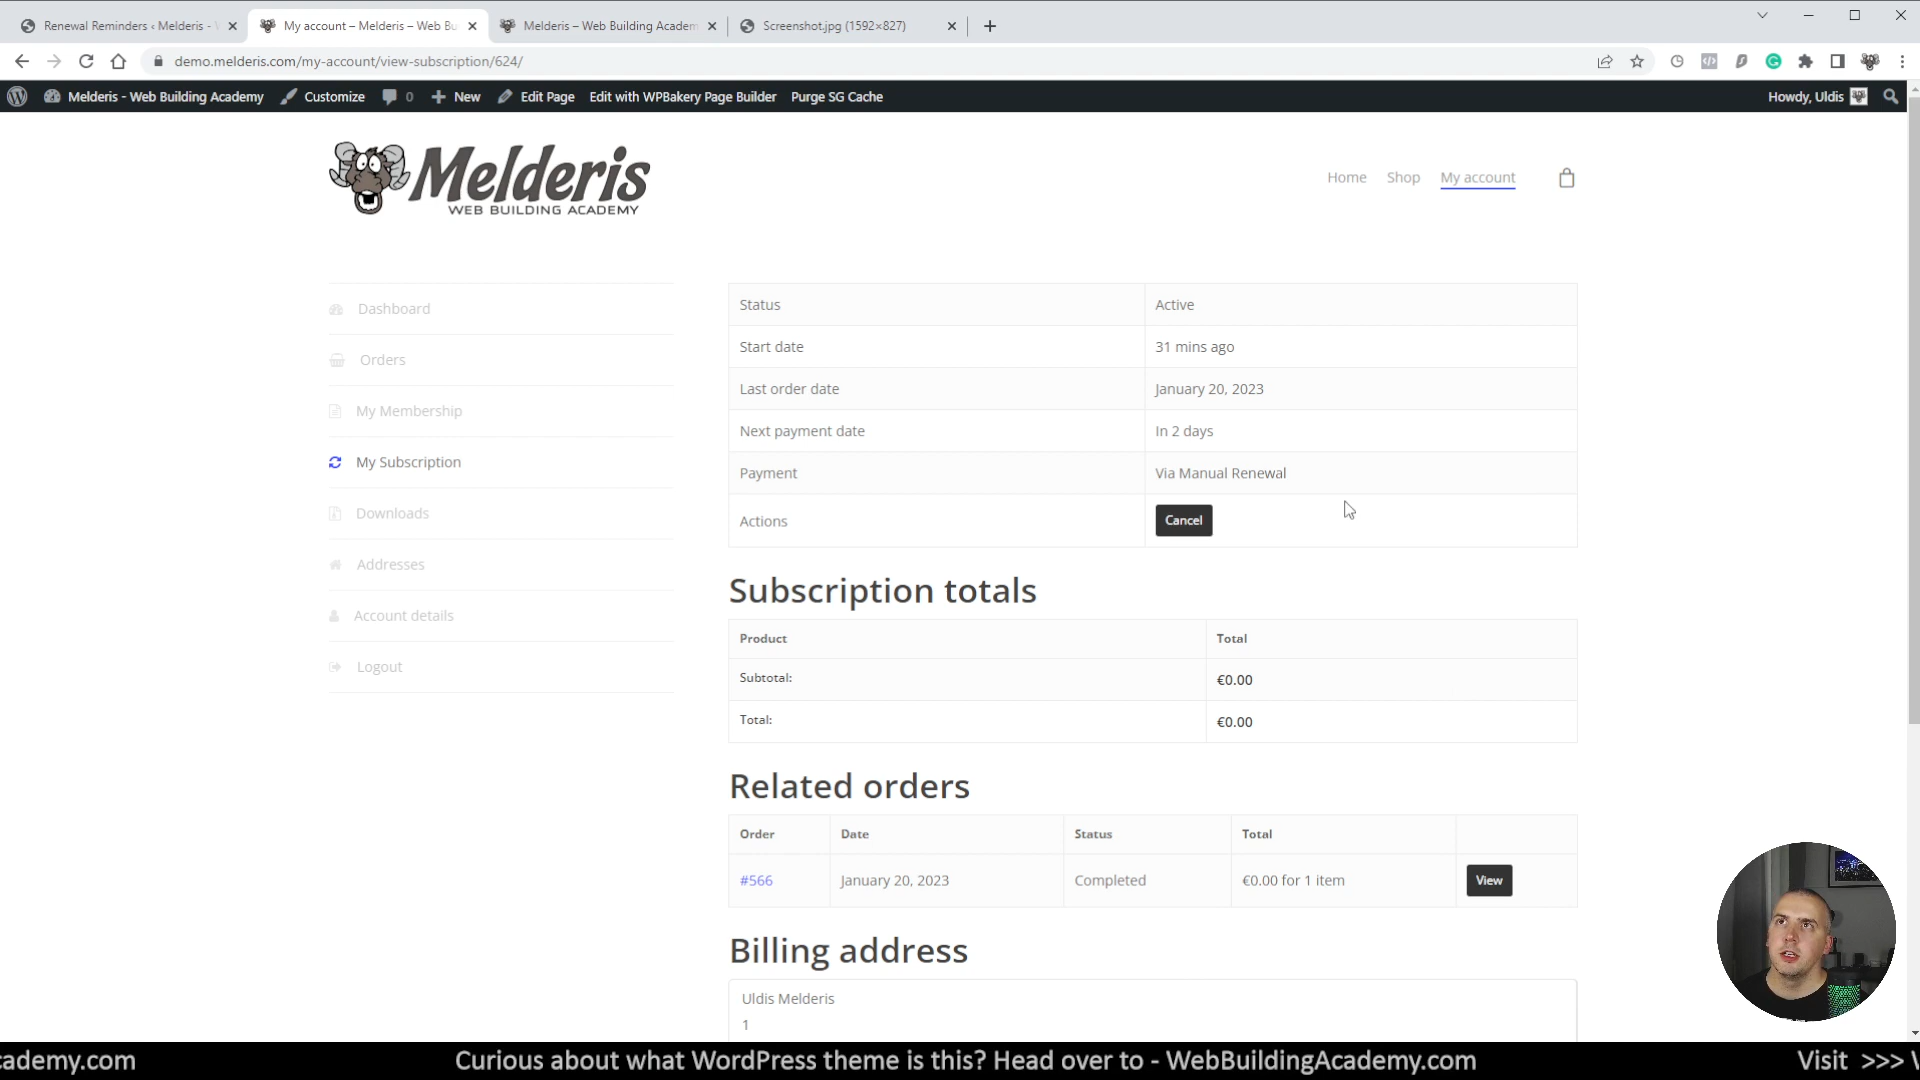 Renewal Reminders ‹ Melderis -
My account – Melderis – Web Bu
Melderis – Web Building Academ
Screenshot.jpg (1592×827)
demo.melderis.com/my-account/view-subscription/624/
Melderis - Web Building Academy Customize 0 New Edit Page Edit with WPBakery Page Builder Purge SG Cache Howdy, Uldis
Melderis
WEB BUILDING ACADEMY
Home Shop My account
Dashboard
Orders
My Membership
My Subscription
Downloads
Addresses
Account details
Logout
Status Active
Start date 31 mins ago
Last order date January 20, 2023
Next payment date In 2 days
Payment Via Manual Renewal
Actions Cancel
Subscription totals
Product Total
Subtotal: €0.00
Total: €0.00
Related orders
Order Date Status Total
#566 January 20, 2023 Completed €0.00 for 1 item View
Billing address
Uldis Melderis
1
cademy.com Curious about what WordPress theme is this? Head over to - WebBuildingAcademy.com Visit >>>